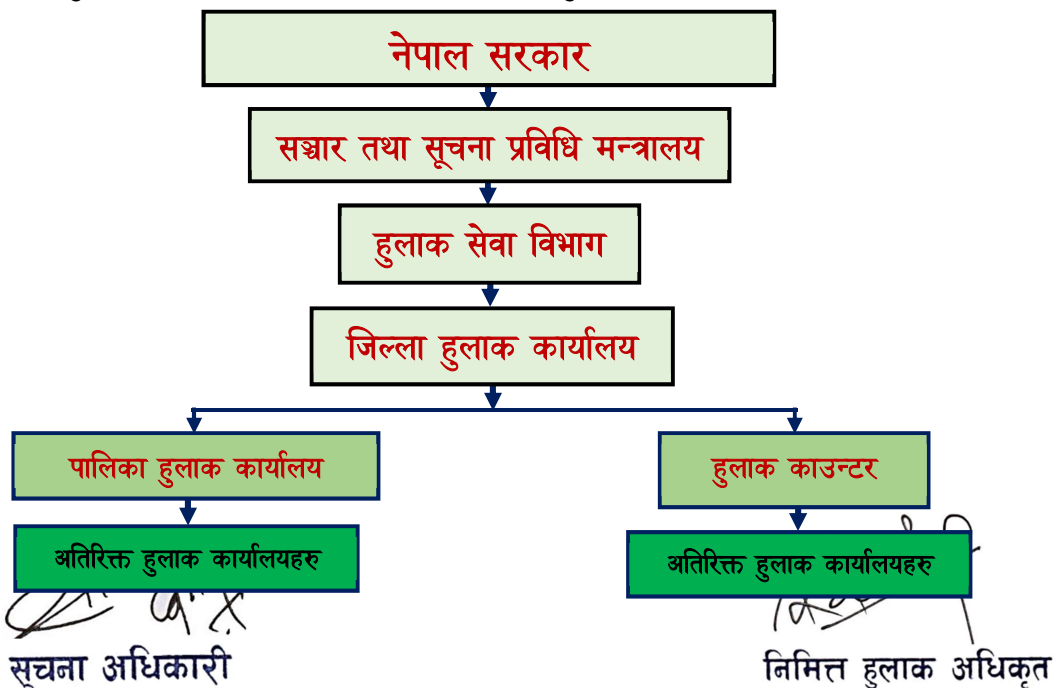 नेपाल सरकार
सञ्चार तथा सूचना प्रविधि मन्त्रालय
हुलाक सेवा विभाग
जिल्ला हुलाक कार्यालय
पालिका हुलाक कार्यालय
हुलाक काउन्टर
अतिरिक्त हुलाक कार्यालयहरु
अतिरिक्त हुलाक कार्यालयहरु
सूचना अधिकारी
निमित्त हुलाक अधिकृत